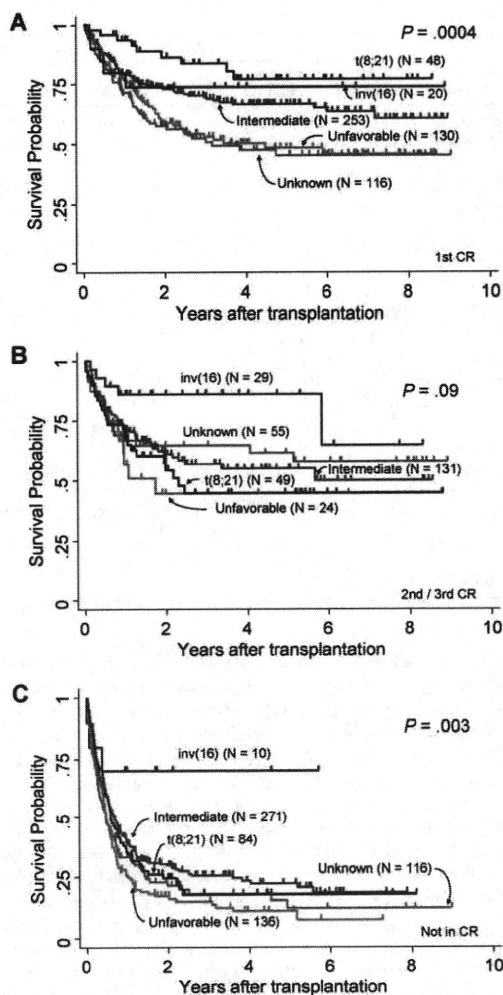 A
P = .0004
Survival Probability
1
.75
.5
.25
0
t(8;21) (N = 48)
inv(16) (N = 20)
Intermediate (N = 253)
Unfavorable (N = 130)
Unknown (N = 116)
1st CR
0 2 4 6 8 10
Years after transplantation
B
P = .09
Survival Probability
1
.75
.5
.25
0
inv(16) (N = 29)
Unknown (N = 55)
Intermediate (N = 131)
t(8;21) (N = 49)
Unfavorable (N = 24)
2nd / 3rd CR
0 2 4 6 8 10
Years after transplantation
C
P = .003
Survival Probability
1
.75
.5
.25
0
inv(16) (N = 10)
Intermediate (N = 271)
t(8;21) (N = 84)
Unknown (N = 116)
Unfavorable (N = 136)
Not in CR
0 2 4 6 8 10
Years after transplantation